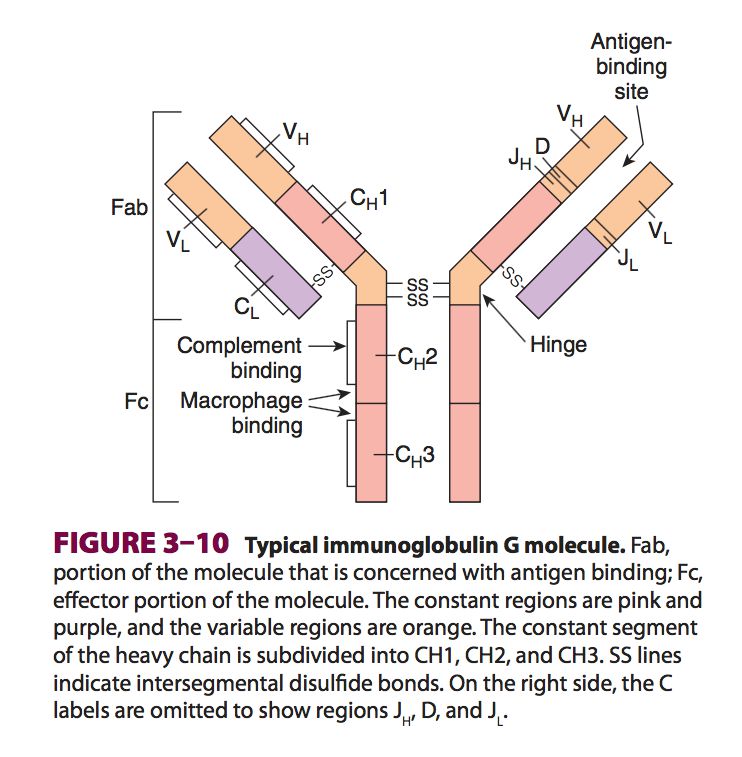 Antigen-
binding
site
V_H
V_H
D
J_H
C_H1
Fab
V_L
V_L
J_L
SS
SS
C_L
SS
SS
Hinge
Complement
binding
C_H2
Fc
Macrophage
binding
C_H3
FIGURE 3–10 Typical immunoglobulin G molecule. Fab,
portion of the molecule that is concerned with antigen binding; Fc,
effector portion of the molecule. The constant regions are pink and
purple, and the variable regions are orange. The constant segment
of the heavy chain is subdivided into CH1, CH2, and CH3. SS lines
indicate intersegmental disulfide bonds. On the right side, the C
labels are omitted to show regions J_H, D, and J_L.